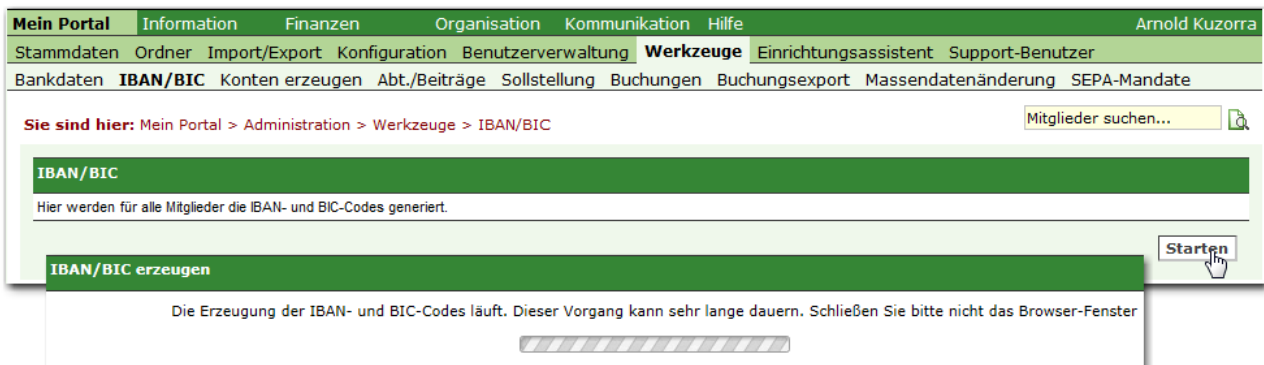 Mein Portal Information Finanzen Organisation Kommunikation Hilfe Arnold Kuzorra
Stammdaten Ordner Import/Export Konfiguration Benutzerverwaltung Werkzeuge Einrichtungsassistent Support-Benutzer
Bankdaten IBAN/BIC Konten erzeugen Abt./Beiträge Sollstellung Buchungen Buchungsexport Massendatenänderung SEPA-Mandate
Sie sind hier: Mein Portal > Administration > Werkzeuge > IBAN/BIC Mitglieder suchen...
IBAN/BIC
Hier werden für alle Mitglieder die IBAN- und BIC-Codes generiert.
Starten
IBAN/BIC erzeugen
Die Erzeugung der IBAN- und BIC-Codes läuft. Dieser Vorgang kann sehr lange dauern. Schließen Sie bitte nicht das Browser-Fenster